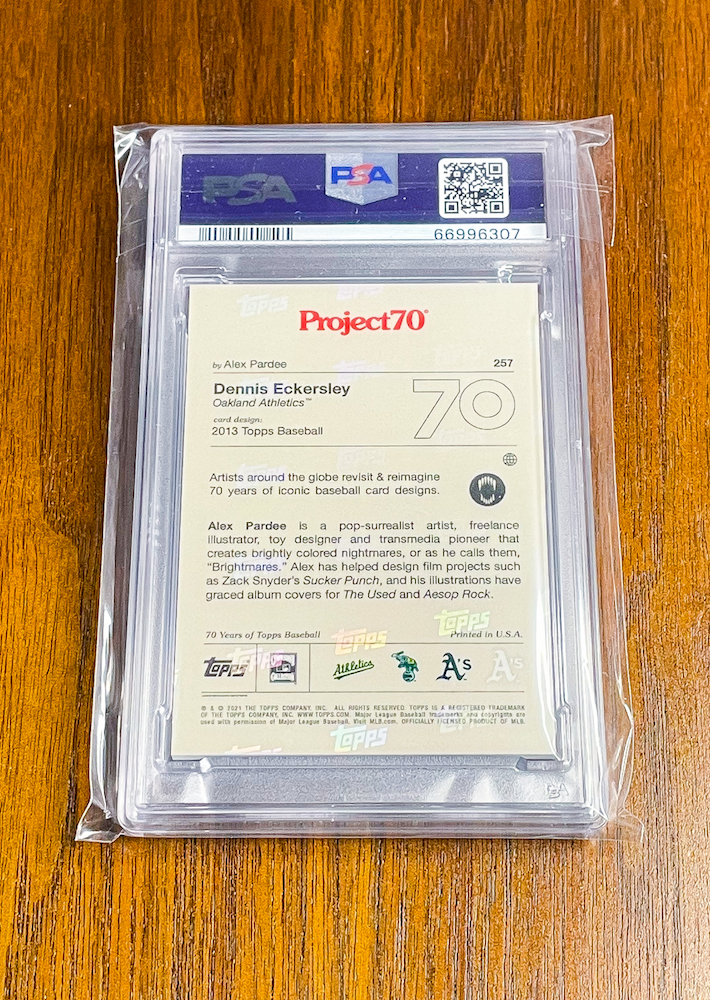 PSA
PSA
66996307
Topps
Project70®
by Alex Pardee
257
Dennis Eckersley
Oakland Athletics™
card design:
2013 Topps Baseball
70
Artists around the globe revisit & reimagine
70 years of iconic baseball card designs.
Alex Pardee is a pop-surrealist artist, freelance
illustrator, toy designer and transmedia pioneer that
creates brightly colored nightmares, or as he calls them,
"Brightmares." Alex has helped design film projects such
as Zack Snyder's Sucker Punch, and his illustrations have
graced album covers for The Used and Aesop Rock.
Topps
Topps
70 Years of Topps Baseball
Printed in U.S.A.
Topps
Athletics
A's
A's
® & © 2021 THE TOPPS COMPANY, INC. ALL RIGHTS RESERVED. TOPPS IS A REGISTERED TRADEMARK
OF THE TOPPS COMPANY, INC. WWW.TOPPS.COM. Major League Baseball trademarks and copyrights are
used with permission of Major League Baseball. Visit MLB.com. OFFICIALLY LICENSED PRODUCT OF MLB.
Topps
PSA